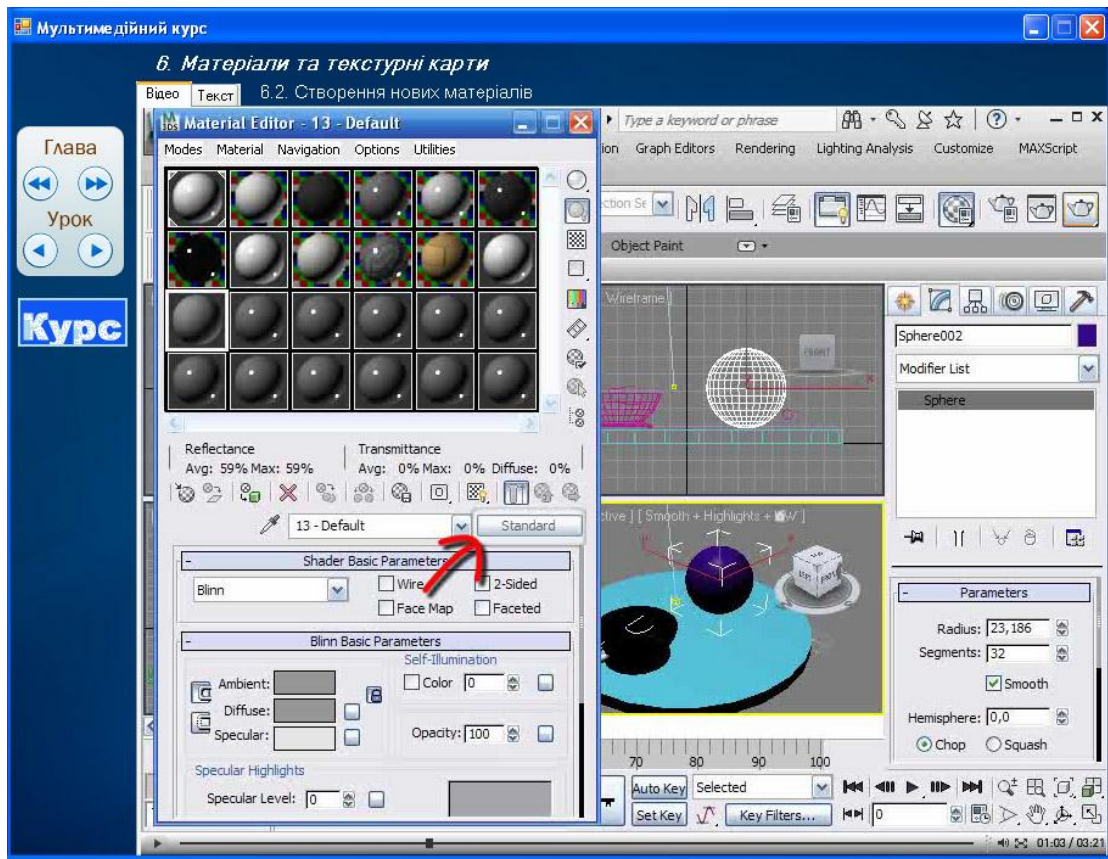 Мультимедійний курс
6. Матеріали та текстурні карти
Відео Текст 6.2. Створення нових матеріалів
Глава
Урок
Курс
Material Editor - 13 - Default
Modes Material Navigation Options Utilities
Type a keyword or phrase
Graph Editors Rendering Lighting Analysis Customize MAXScript
Object Paint
Wireframe ]
FRONT
Sphere002
Modifier List
Sphere
Reflectance Transmittance
Avg: 59% Max: 59% Avg: 0% Max: 0% Diffuse: 0%
13 - Default Standard
Shader Basic Parameters
Blinn Wire 2-Sided
Face Map Faceted
Blinn Basic Parameters
Self-Illumination
Ambient: Color 0
Diffuse:
Specular: Opacity: 100
Specular Highlights
Specular Level: 0
] [ Smooth + Highlights +
Parameters
Radius: 23,186
Segments: 32
Smooth
Hemisphere: 0,0
Chop Squash
70 80 90 100
Auto Key Selected
Set Key Key Filters... 0
01:03 / 03:21